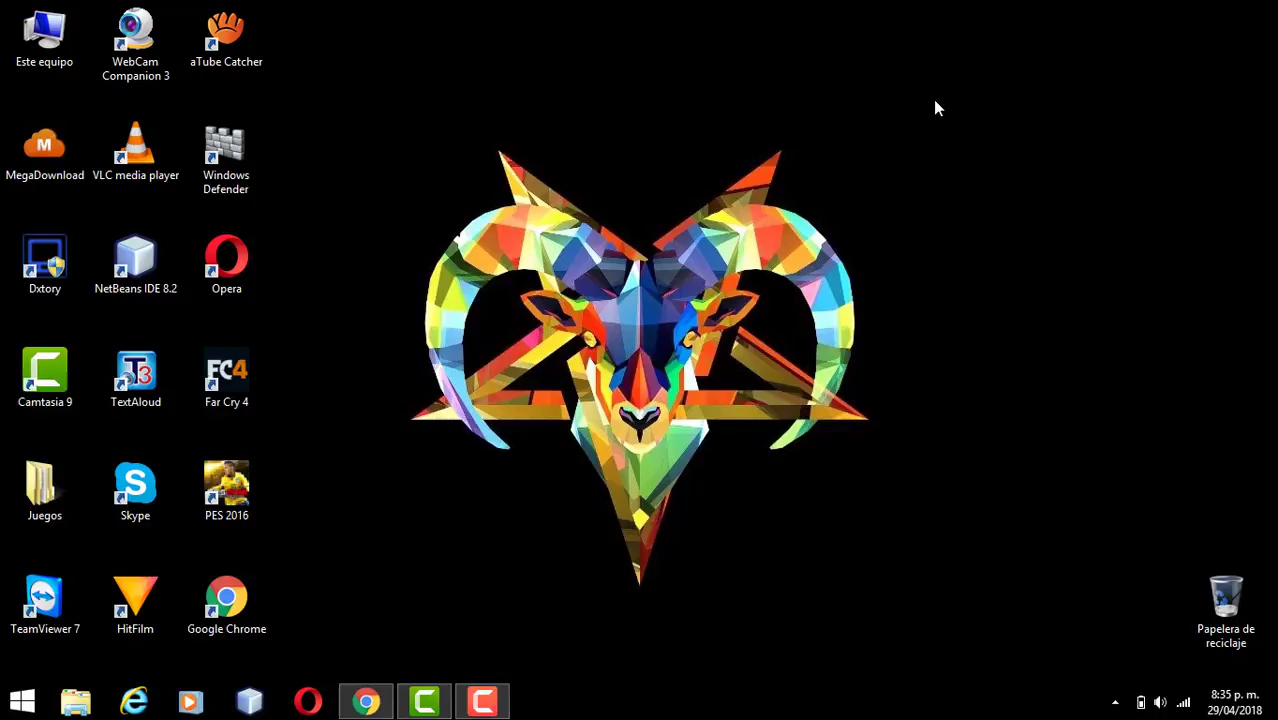 Este equipo
WebCam
Companion 3
aTube Catcher
M
MegaDownload
VLC media player
Windows
Defender
Dxtory
NetBeans IDE 8.2
Opera
Camtasia 9
T3
TextAloud
FC4
Far Cry 4
Juegos
S
Skype
PES 2016
TeamViewer 7
HitFilm
Google Chrome
Papelera de
reciclaje
8:35 p. m.
29/04/2018